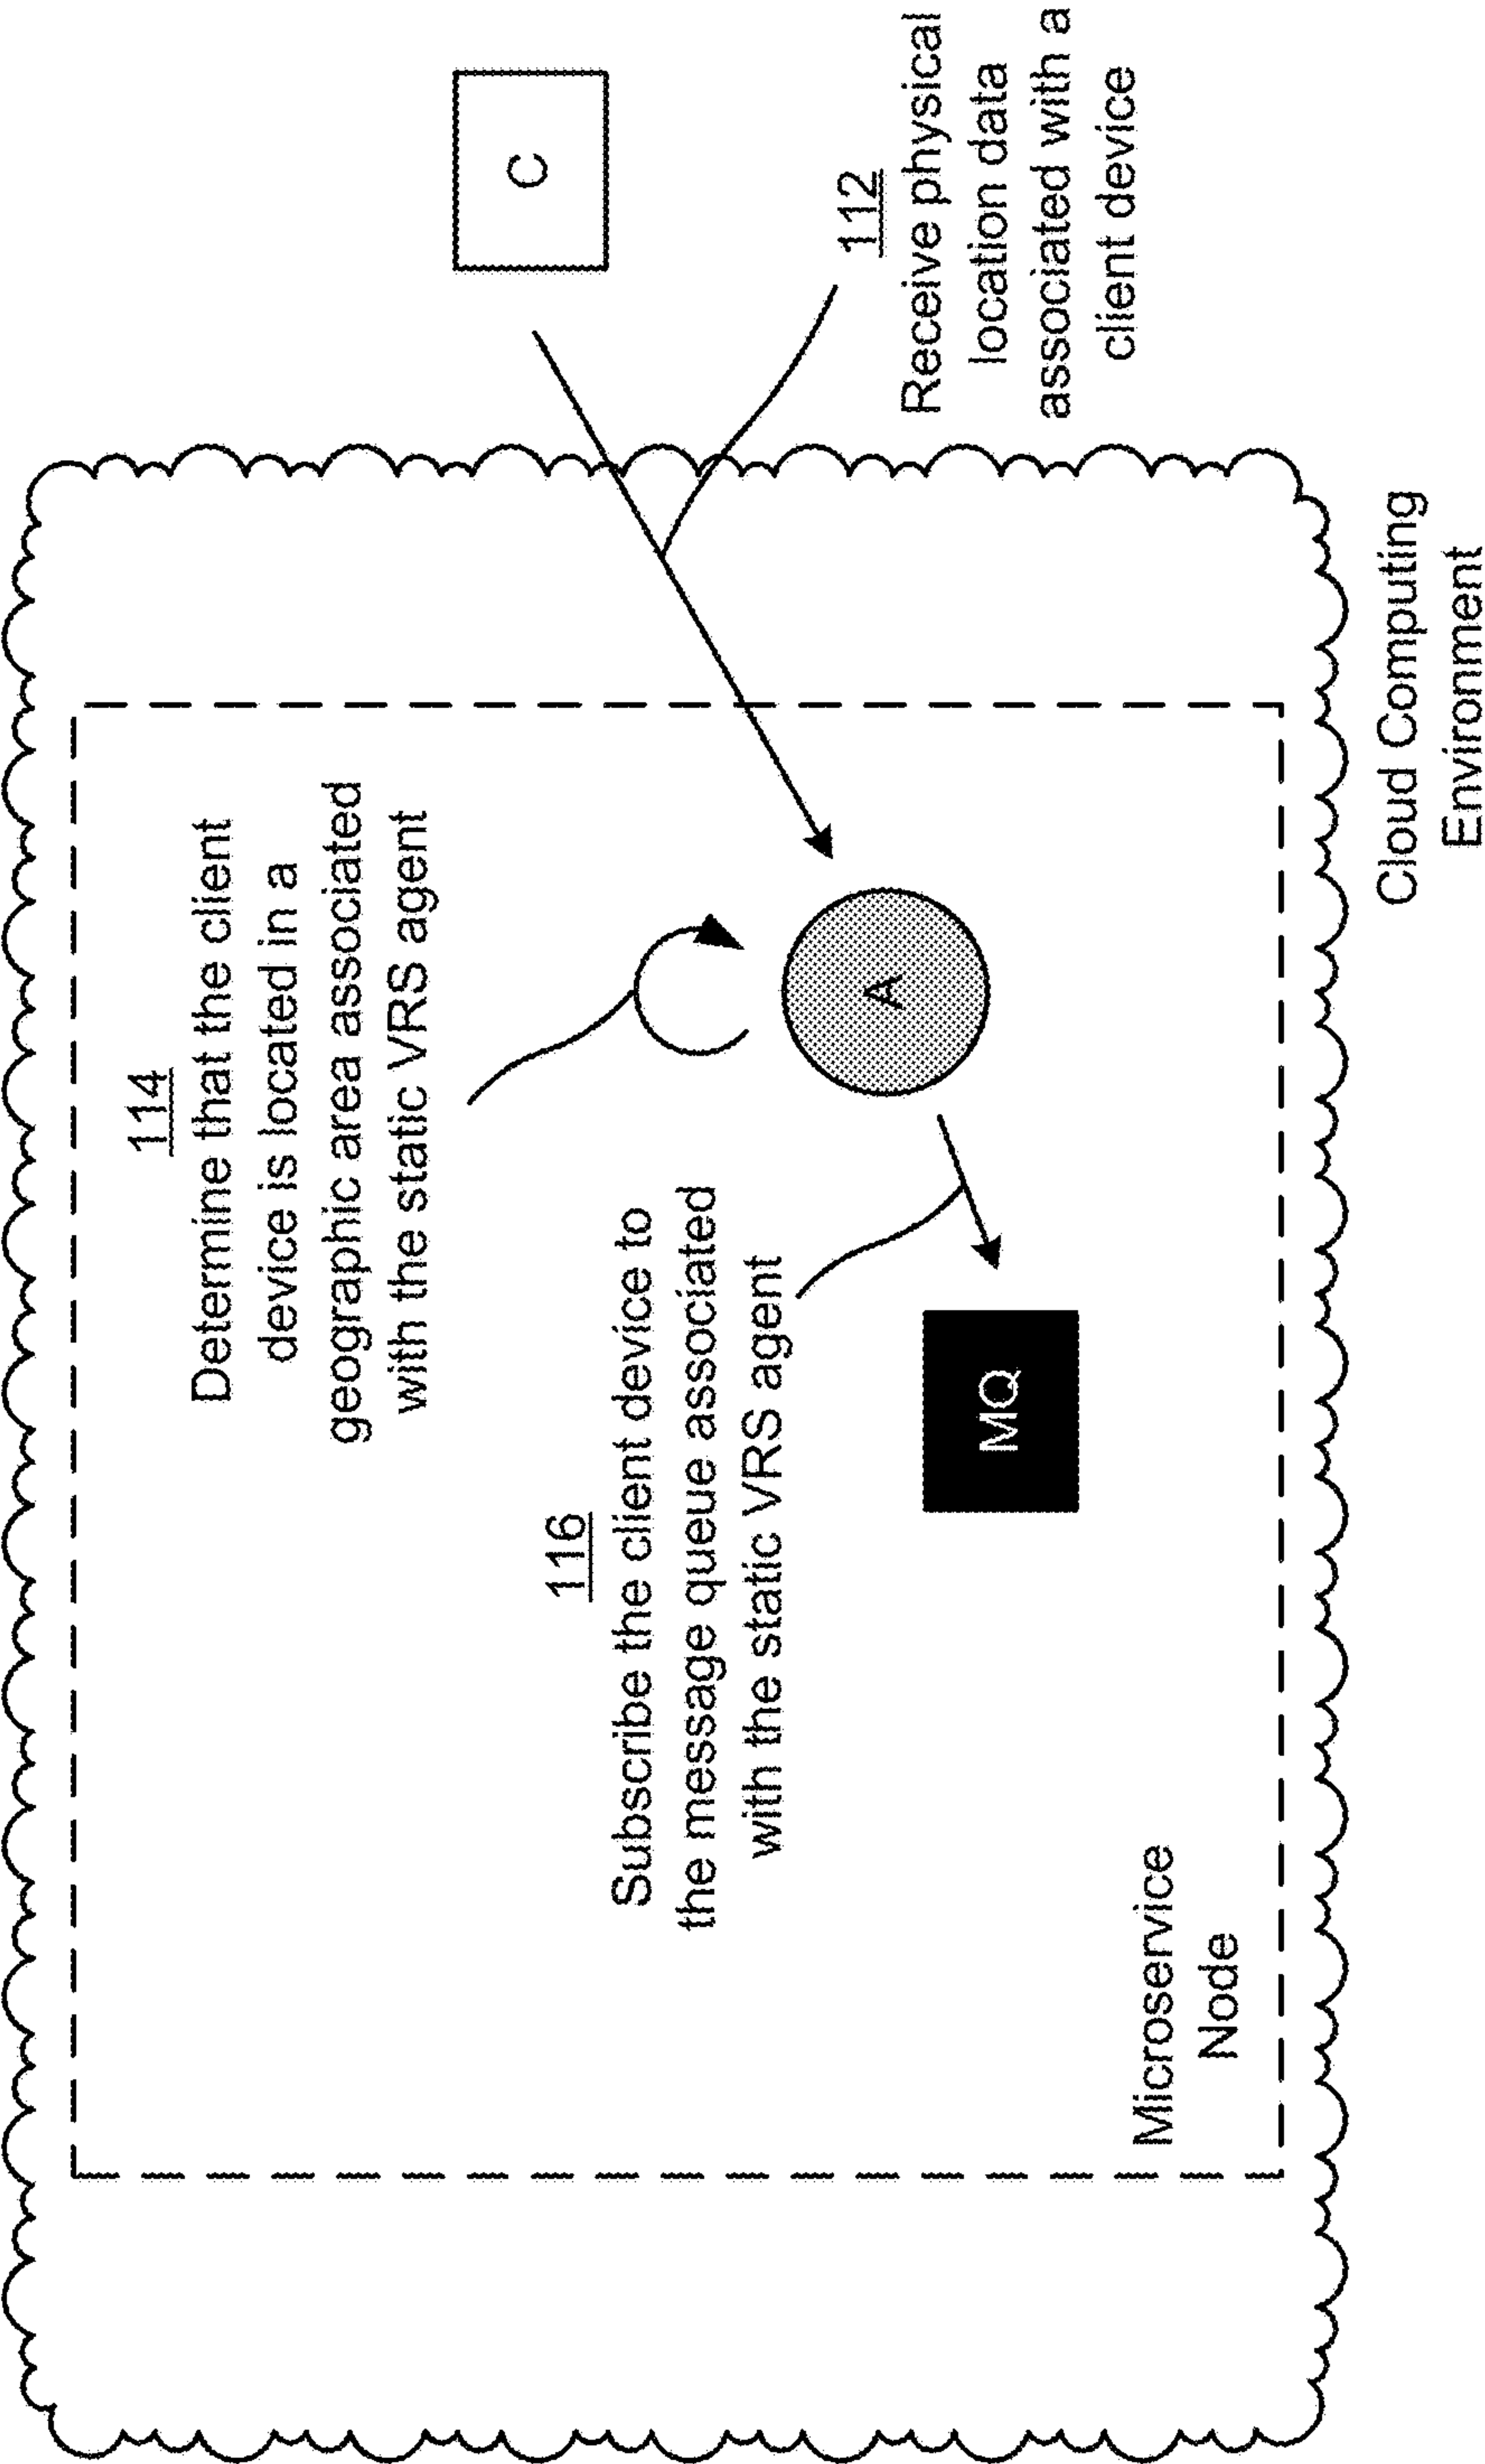 114
Determine that the client
device is located in a
geographic area associated
with the static VRS agent
C
112
Receive physical
location data
associated with a
client device
116
Subscribe the client device to
the message queue associated
with the static VRS agent
A
MQ
Microservice
Node
Cloud Computing
Environment